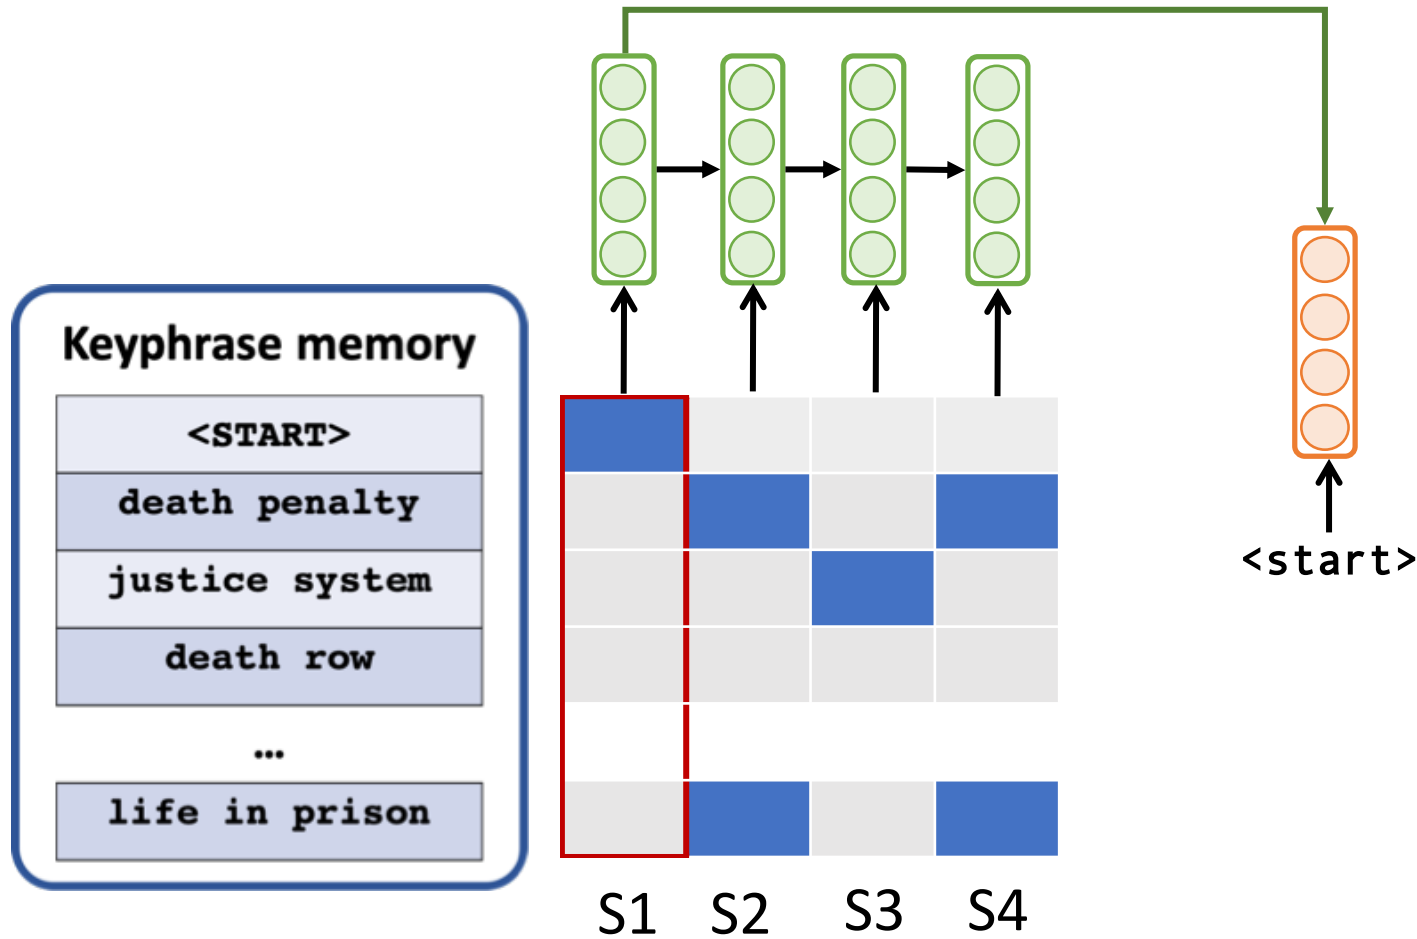 Keyphrase memory
<START>
death penalty
justice system
death row
...
life in prison
S1 S2 S3 S4
<start>